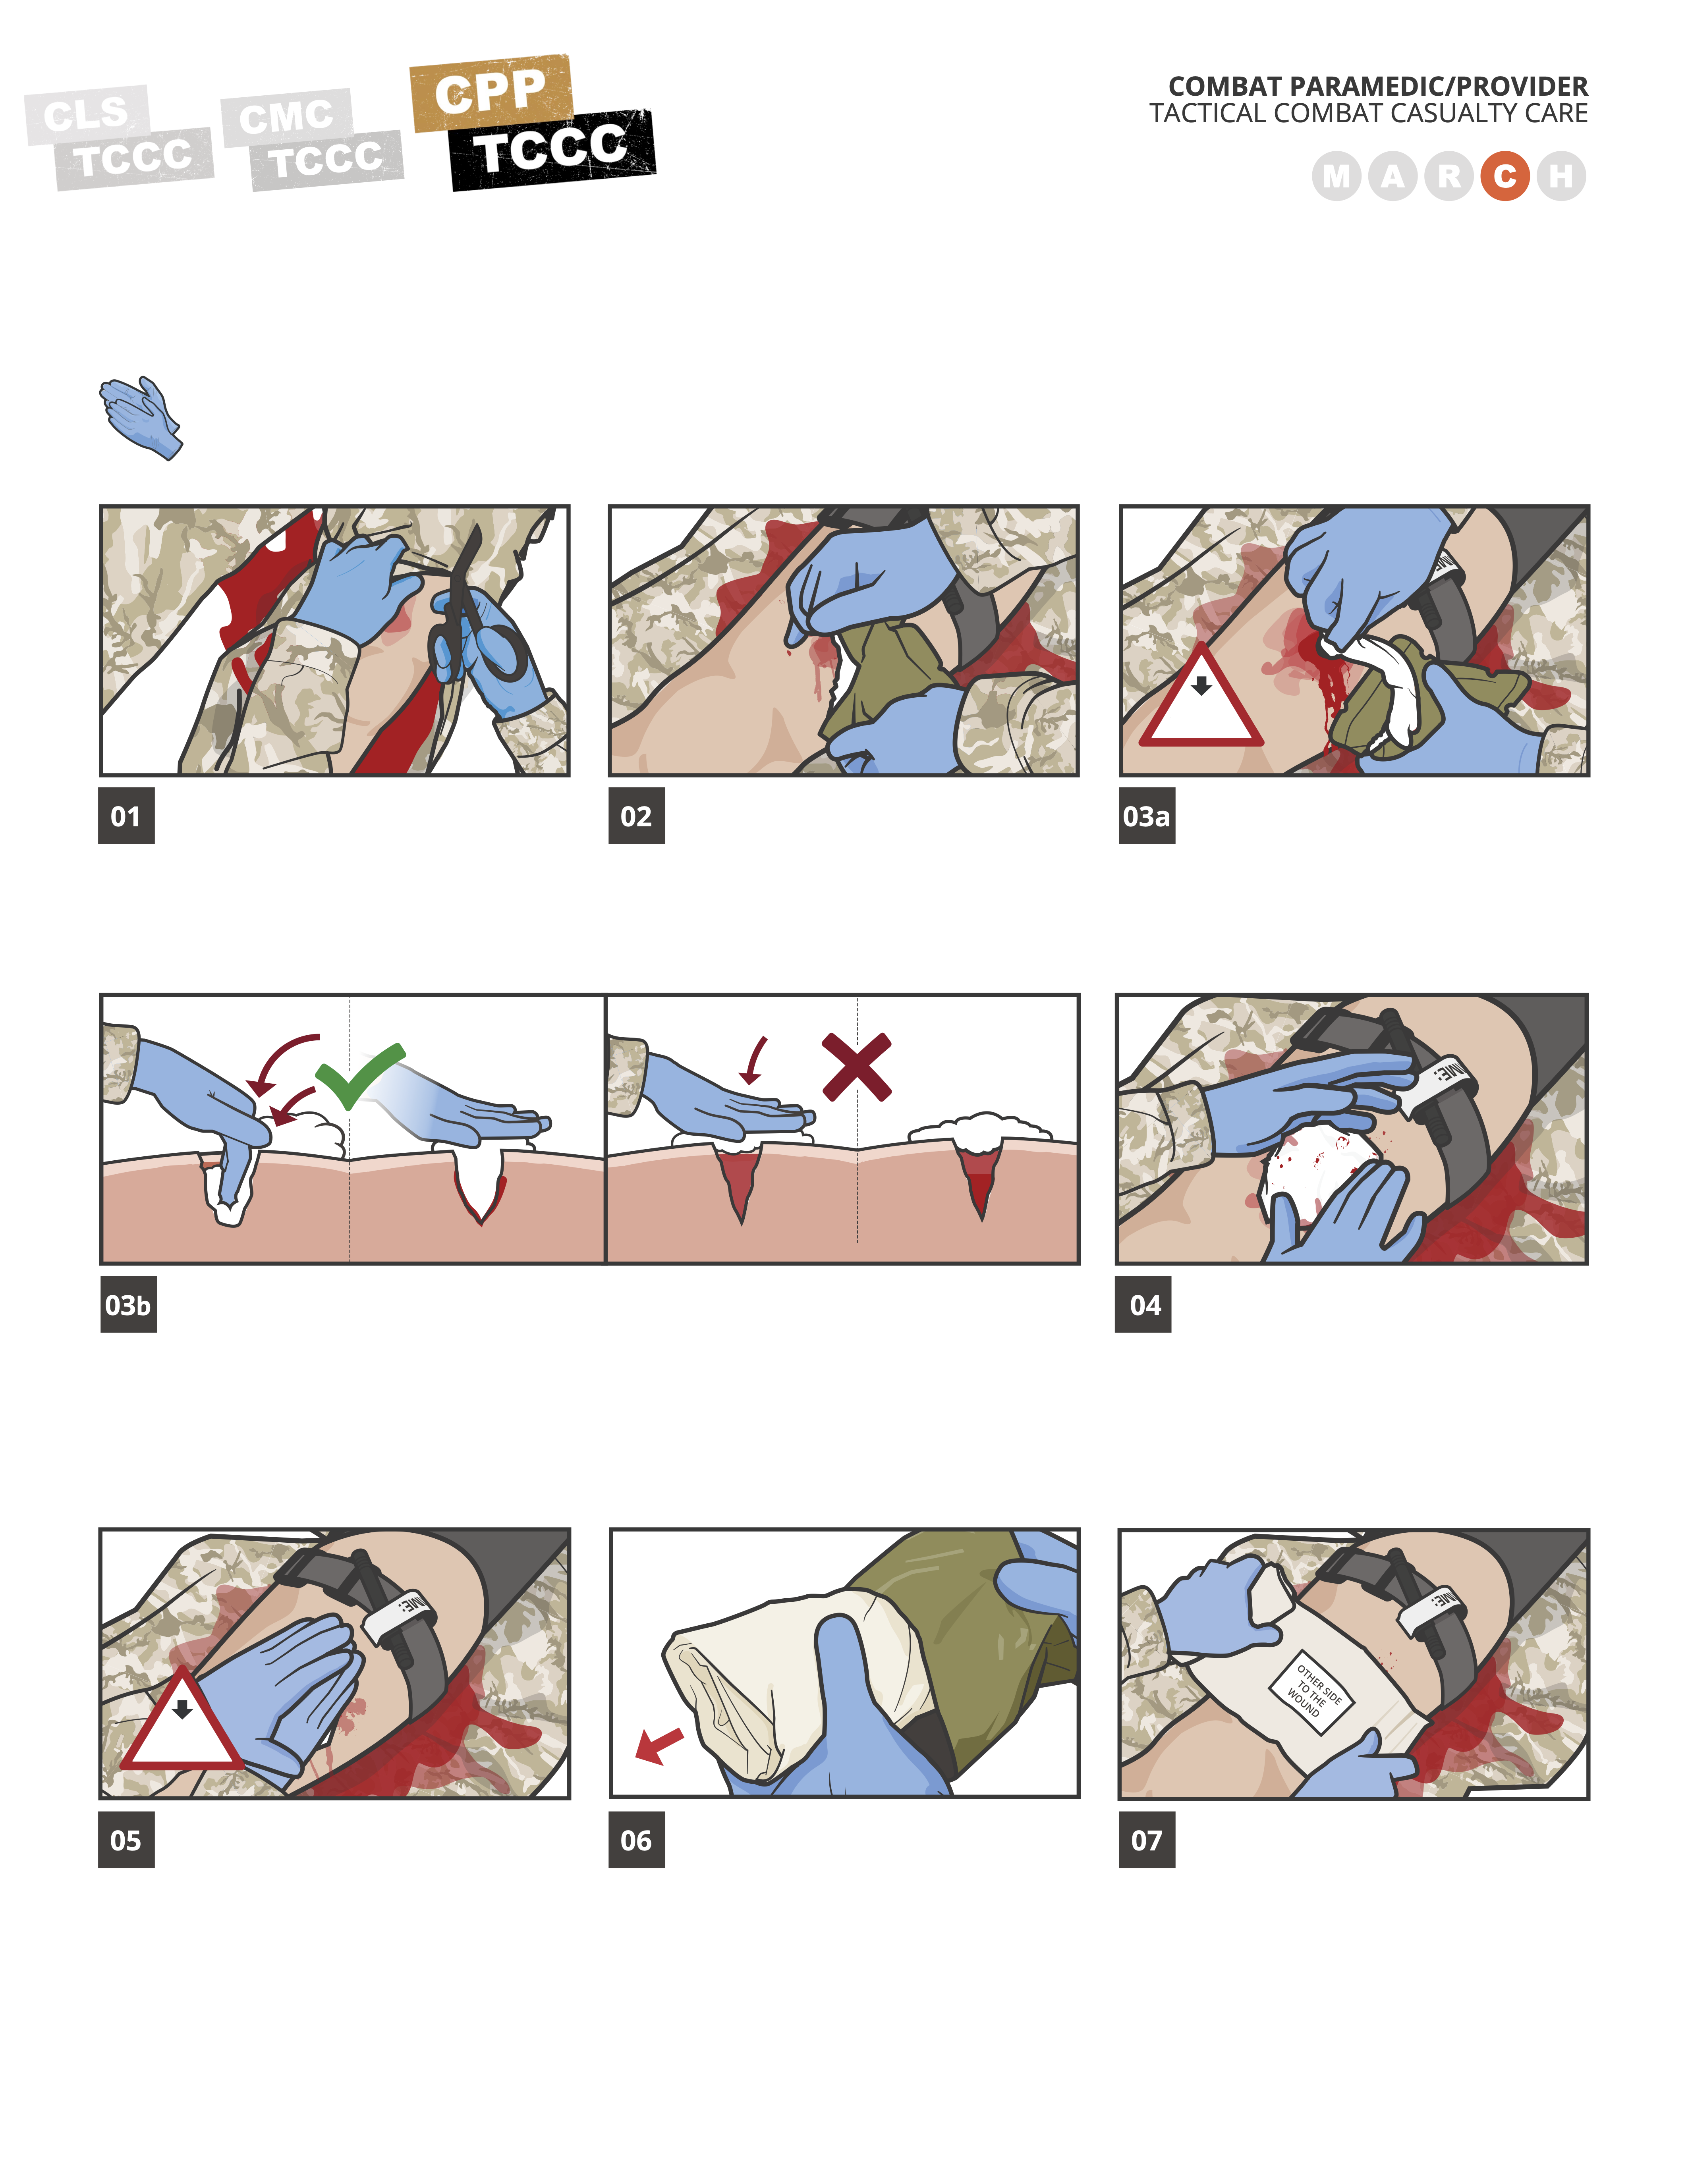 CLS
TCCC
CMC
TCCC
CPP
TCCC
COMBAT PARAMEDIC/PROVIDER
TACTICAL COMBAT CASUALTY CARE
M A R C H
01
02
03a
03b
04
05
06
OTHER SIDE
TO THE
WOUND
07